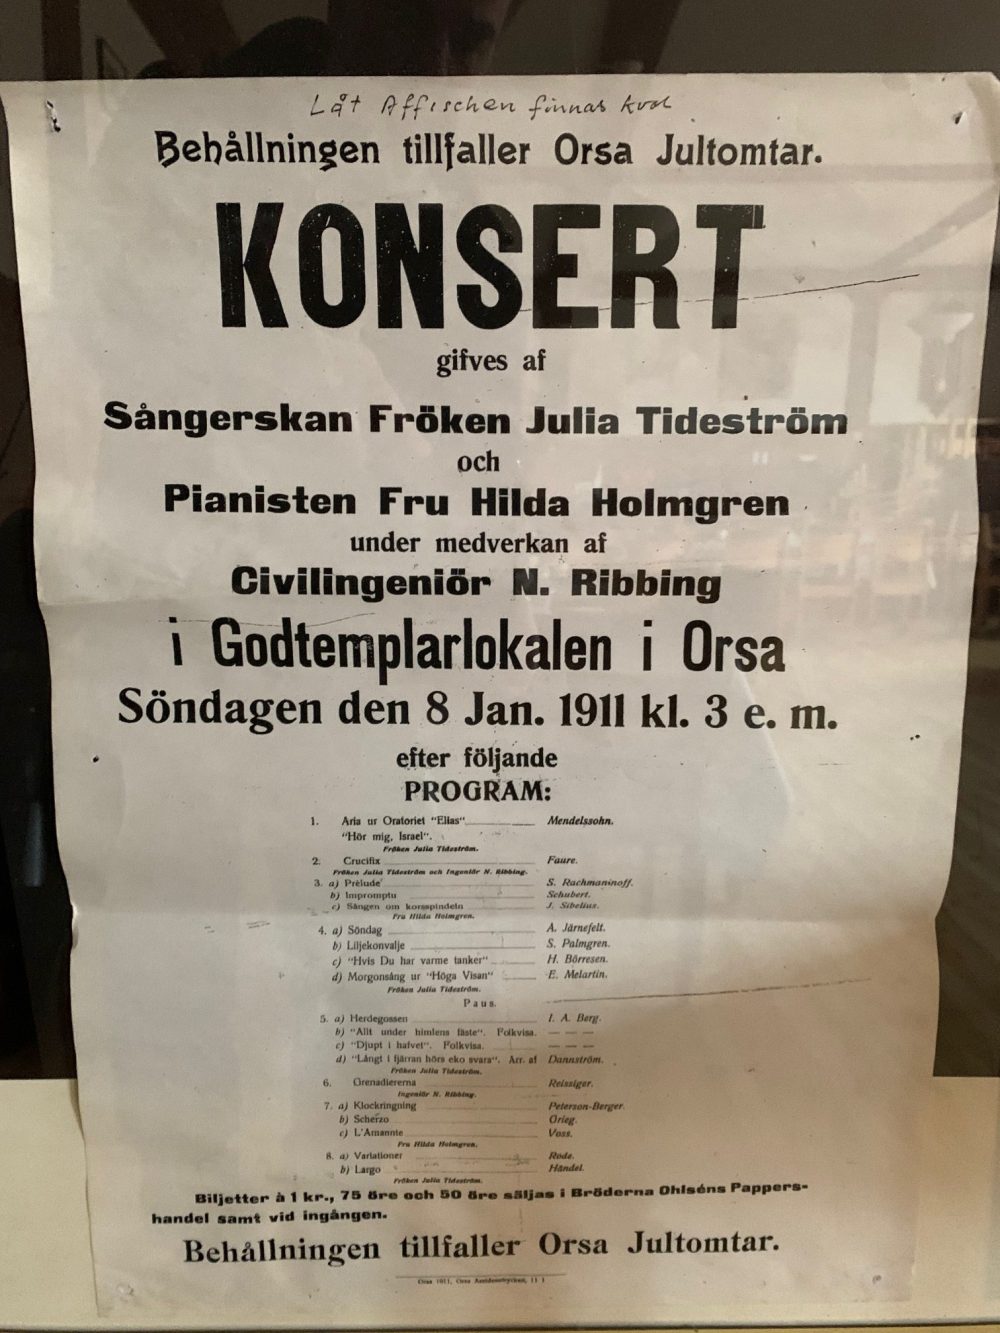 Låt Affischen finnas kvar
Behållningen tillfaller Orsa Jultomtar.
KONSERT
gifves af
Sångerskan Fröken Julia Tideström
och
Pianisten Fru Hilda Holmgren
under medverkan af
Civilingeniör N. Ribbing
i Godtemplarlokalen i Orsa
Söndagen den 8 Jan. 1911 kl. 3 e. m.
efter följande
PROGRAM:
1. Aria ur Oratoriet "Elias" Mendelssohn.
"Hör mig, Israel".
Fröken Julia Tideström.
2. Crucifix Faure.
Fröken Julia Tideström och Ingeniör N. Ribbing.
3. a) Prelude S. Rachmaninoff.
b) Impromptu Schubert.
c) Sången om korsspindeln J. Sibelius.
Fru Hilda Holmgren.
4. a) Söndag A. Järnefelt.
b) Liljekonvalje S. Palmgren.
c) "Hvis Du har varme tanker" H. Börresen.
d) Morgonsång ur "Höga Visan" E. Melartin.
Fröken Julia Tideström.
Paus.
5. a) Herdegossen I. A. Berg.
b) "Allt under himlens fäste". Folkvisa. — — —
c) "Djupt i hafvet". Folkvisa. — — —
d) "Långt i fjärran hörs eko svara". Arr. af Dannström.
Fröken Julia Tideström.
6. Grenadiererna Reissiger.
Ingeniör N. Ribbing.
7. a) Klockringning Peterson-Berger.
b) Scherzo Grieg.
c) L'Amannte Voss.
Fru Hilda Holmgren.
8. a) Variationer Rode.
b) Largo Händel.
Fröken Julia Tideström.
Biljetter à 1 kr., 75 öre och 50 öre säljas i Bröderna Ohlséns Pappers-
handel samt vid ingången.
Behållningen tillfaller Orsa Jultomtar.
Orsa 1911, Orsa